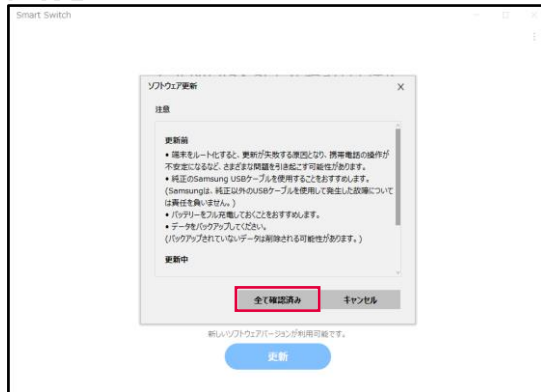 Smart Switch
ソフトウェア更新
注意
更新前
• 端末をルート化すると、更新が失敗する原因となり、携帯電話の操作が
不安定になるなど、さまざまな問題を引き起こす可能性があります。
• 純正のSamsung USBケーブルを使用することをおすすめします。
(Samsungは、純正以外のUSBケーブルを使用して発生した故障について
は責任を負いません。)
• バッテリーをフル充電しておくことをおすすめします。
• データをバックアップしてください。
(バックアップされていないデータは削除される可能性があります。)
更新中
全て確認済み
キャンセル
新しいソフトウェアバージョンが利用可能です。
更新